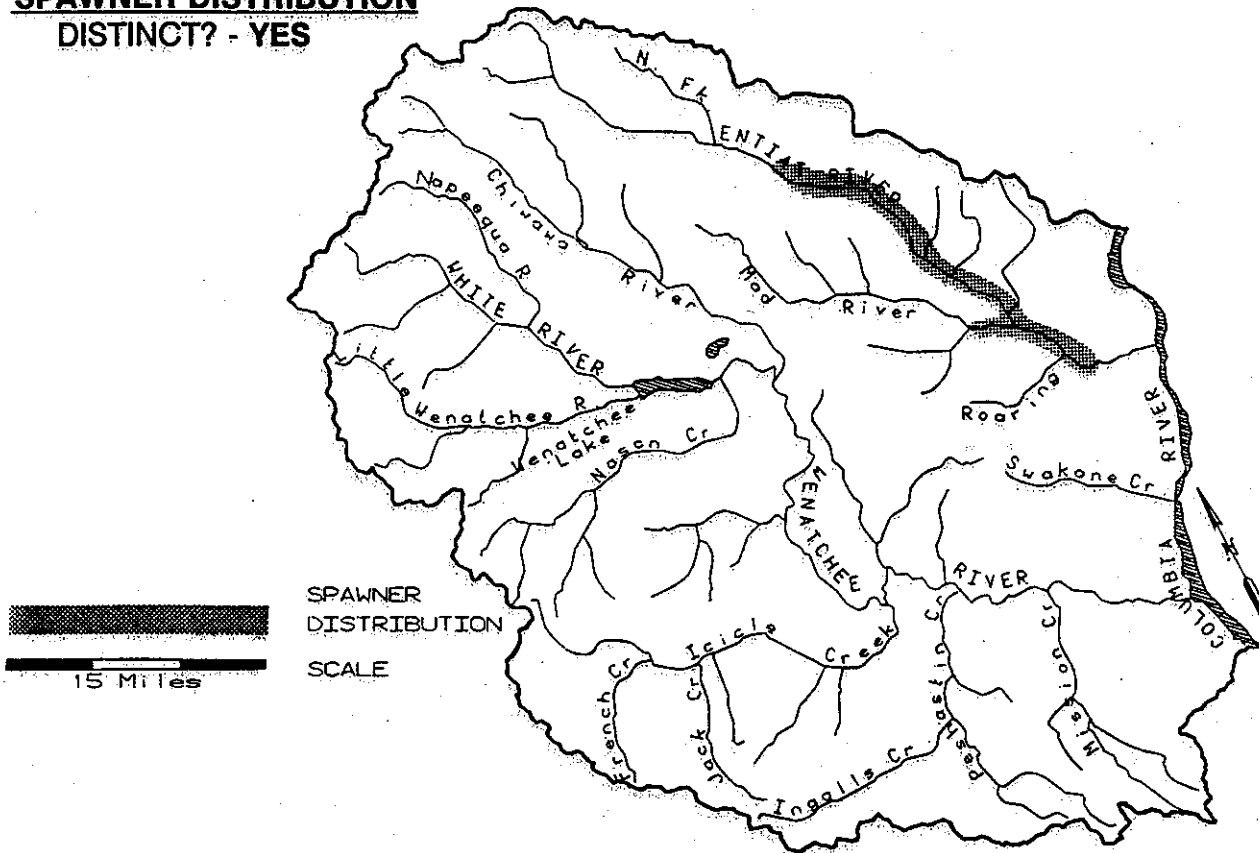 SPAWNER DISTRIBUTION
DISTINCT? - YES
N. Fk.
ENTIAT RIVER
Chiwawa River
Napeequa R
WHITE RIVER
Mad River
Little Wenatchee R
Wenatchee Lake
Nason Cr
Roaring
Swakane Cr.
COLUMBIA RIVER
WENATCHEE RIVER
N
SPAWNER
DISTRIBUTION
SCALE
15 Miles
Icicle Creek
French Cr
Jack Cr
Ingalls Cr
Peshastin Cr
Mission Cr